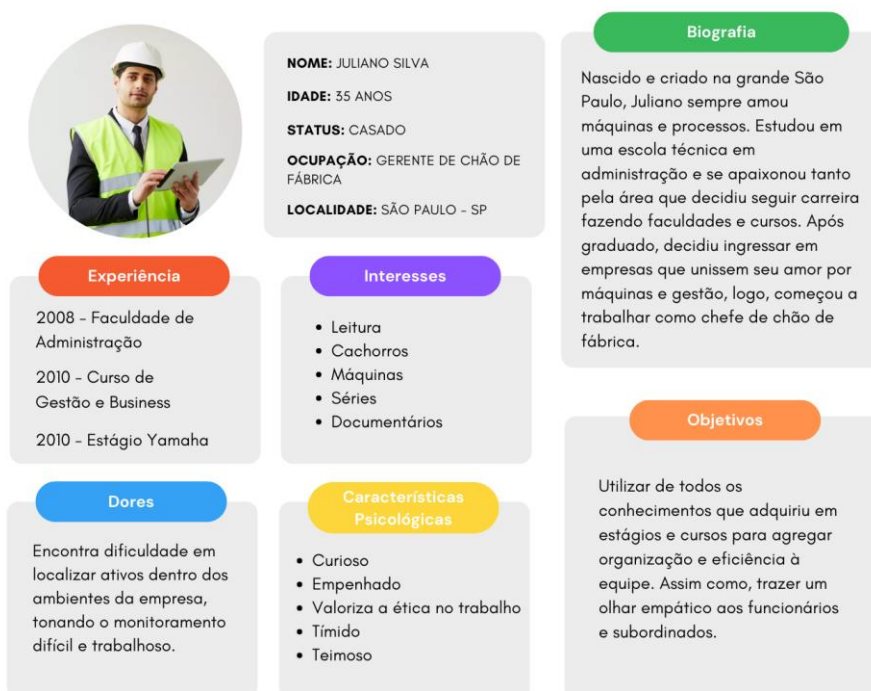 NOME: JULIANO SILVA
IDADE: 35 ANOS
STATUS: CASADO
OCUPAÇÃO: GERENTE DE CHÃO DE
FÁBRICA
LOCALIDADE: SÃO PAULO - SP
Biografia
Nascido e criado na grande São
Paulo, Juliano sempre amou
máquinas e processos. Estudou em
uma escola técnica em
administração e se apaixonou tanto
pela área que decidiu seguir carreira
fazendo faculdades e cursos. Após
graduado, decidiu ingressar em
empresas que unissem seu amor por
máquinas e gestão, logo, começou a
trabalhar como chefe de chão de
fábrica.
Experiência
2008 - Faculdade de
Administração
2010 - Curso de
Gestão e Business
2010 - Estágio Yamaha
Interesses
• Leitura
• Cachorros
• Máquinas
• Séries
• Documentários
Objetivos
Utilizar de todos os
conhecimentos que adquiriu em
estágios e cursos para agregar
organização e eficiência à
equipe. Assim como, trazer um
olhar empático aos funcionários
e subordinados.
Dores
Encontra dificuldade em
localizar ativos dentro dos
ambientes da empresa,
tonando o monitoramento
difícil e trabalhoso.
Características
Psicológicas
• Curioso
• Empenhado
• Valoriza a ética no trabalho
• Tímido
• Teimoso